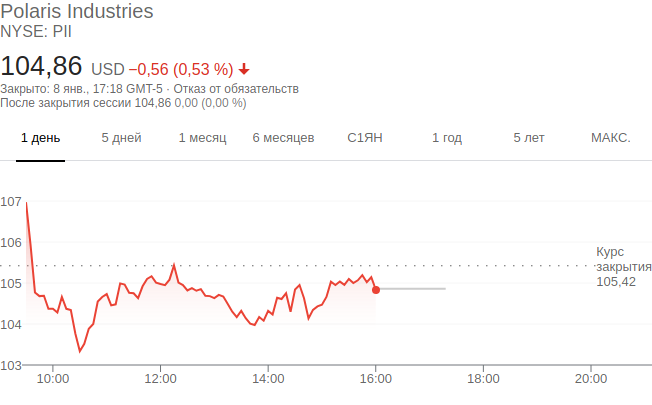 Polaris Industries
NYSE: PII
104,86 USD −0,56 (0,53 %)
Закрыто: 8 янв., 17:18 GMT-5 · Отказ от обязательств
После закрытия сессии 104,86 0,00 (0,00 %)
1 день 5 дней 1 месяц 6 месяцев С1ЯН 1 год 5 лет МАКС.
107
106
Курс
закрытия
105,42
105
104
103
10:00 12:00 14:00 16:00 18:00 20:00